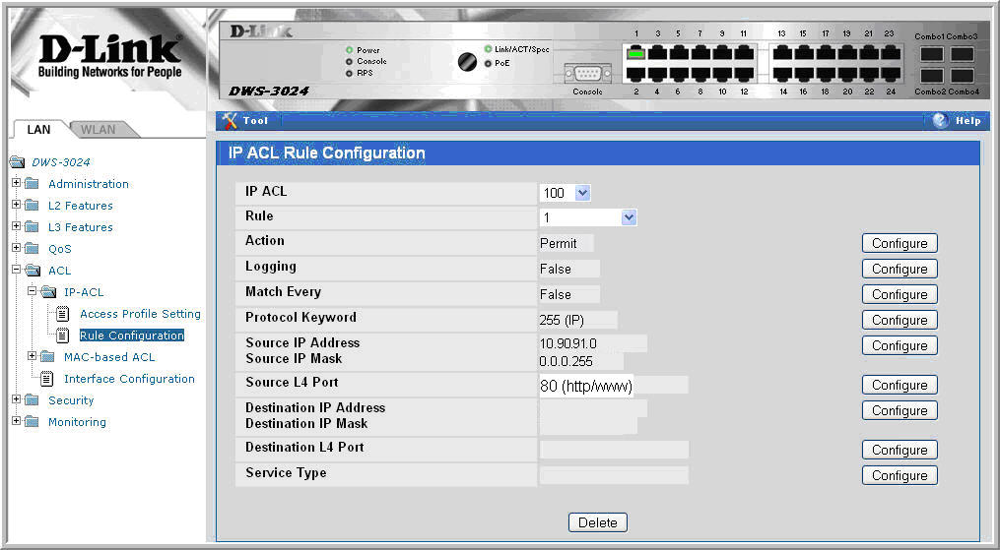 D-Link
Building Networks for People
D-Link
DWS-3024
Power
Console
RPS
Link/ACT/Spec
PoE
Console
1 3 5 7 9 11 13 15 17 19 21 23
2 4 6 8 10 12 14 16 18 20 22 24
Combo1 Combo3
Combo2 Combo4
LAN WLAN
Tool
Help
DWS-3024
Administration
L2 Features
L3 Features
QoS
ACL
IP-ACL
Access Profile Setting
Rule Configuration
MAC-based ACL
Interface Configuration
Security
Monitoring
IP ACL Rule Configuration
IP ACL 100
Rule 1
Action Permit Configure
Logging False Configure
Match Every False Configure
Protocol Keyword 255 (IP) Configure
Source IP Address 10.90.91.0 Configure
Source IP Mask 0.0.0.255
Source L4 Port 80 (http/www) Configure
Destination IP Address Configure
Destination IP Mask
Destination L4 Port Configure
Service Type Configure
Delete